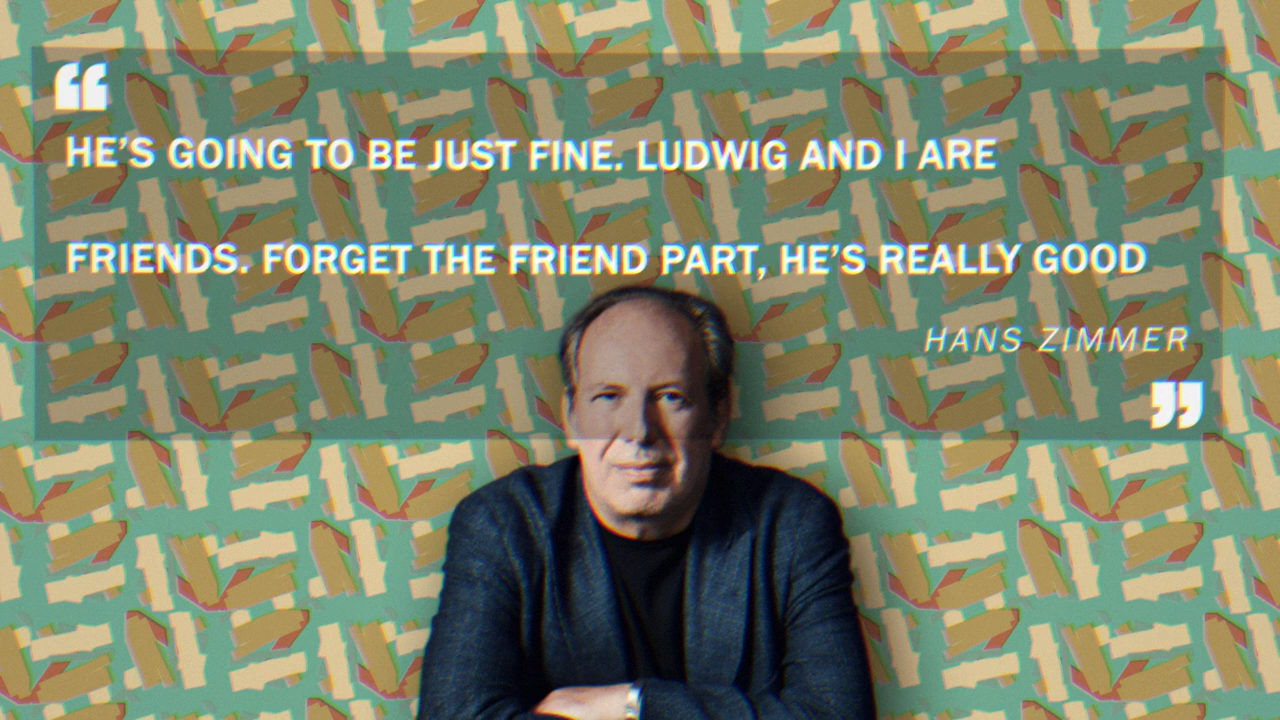 “
HE’S GOING TO BE JUST FINE. LUDWIG AND I ARE
FRIENDS. FORGET THE FRIEND PART, HE’S REALLY GOOD
HANS ZIMMER
”